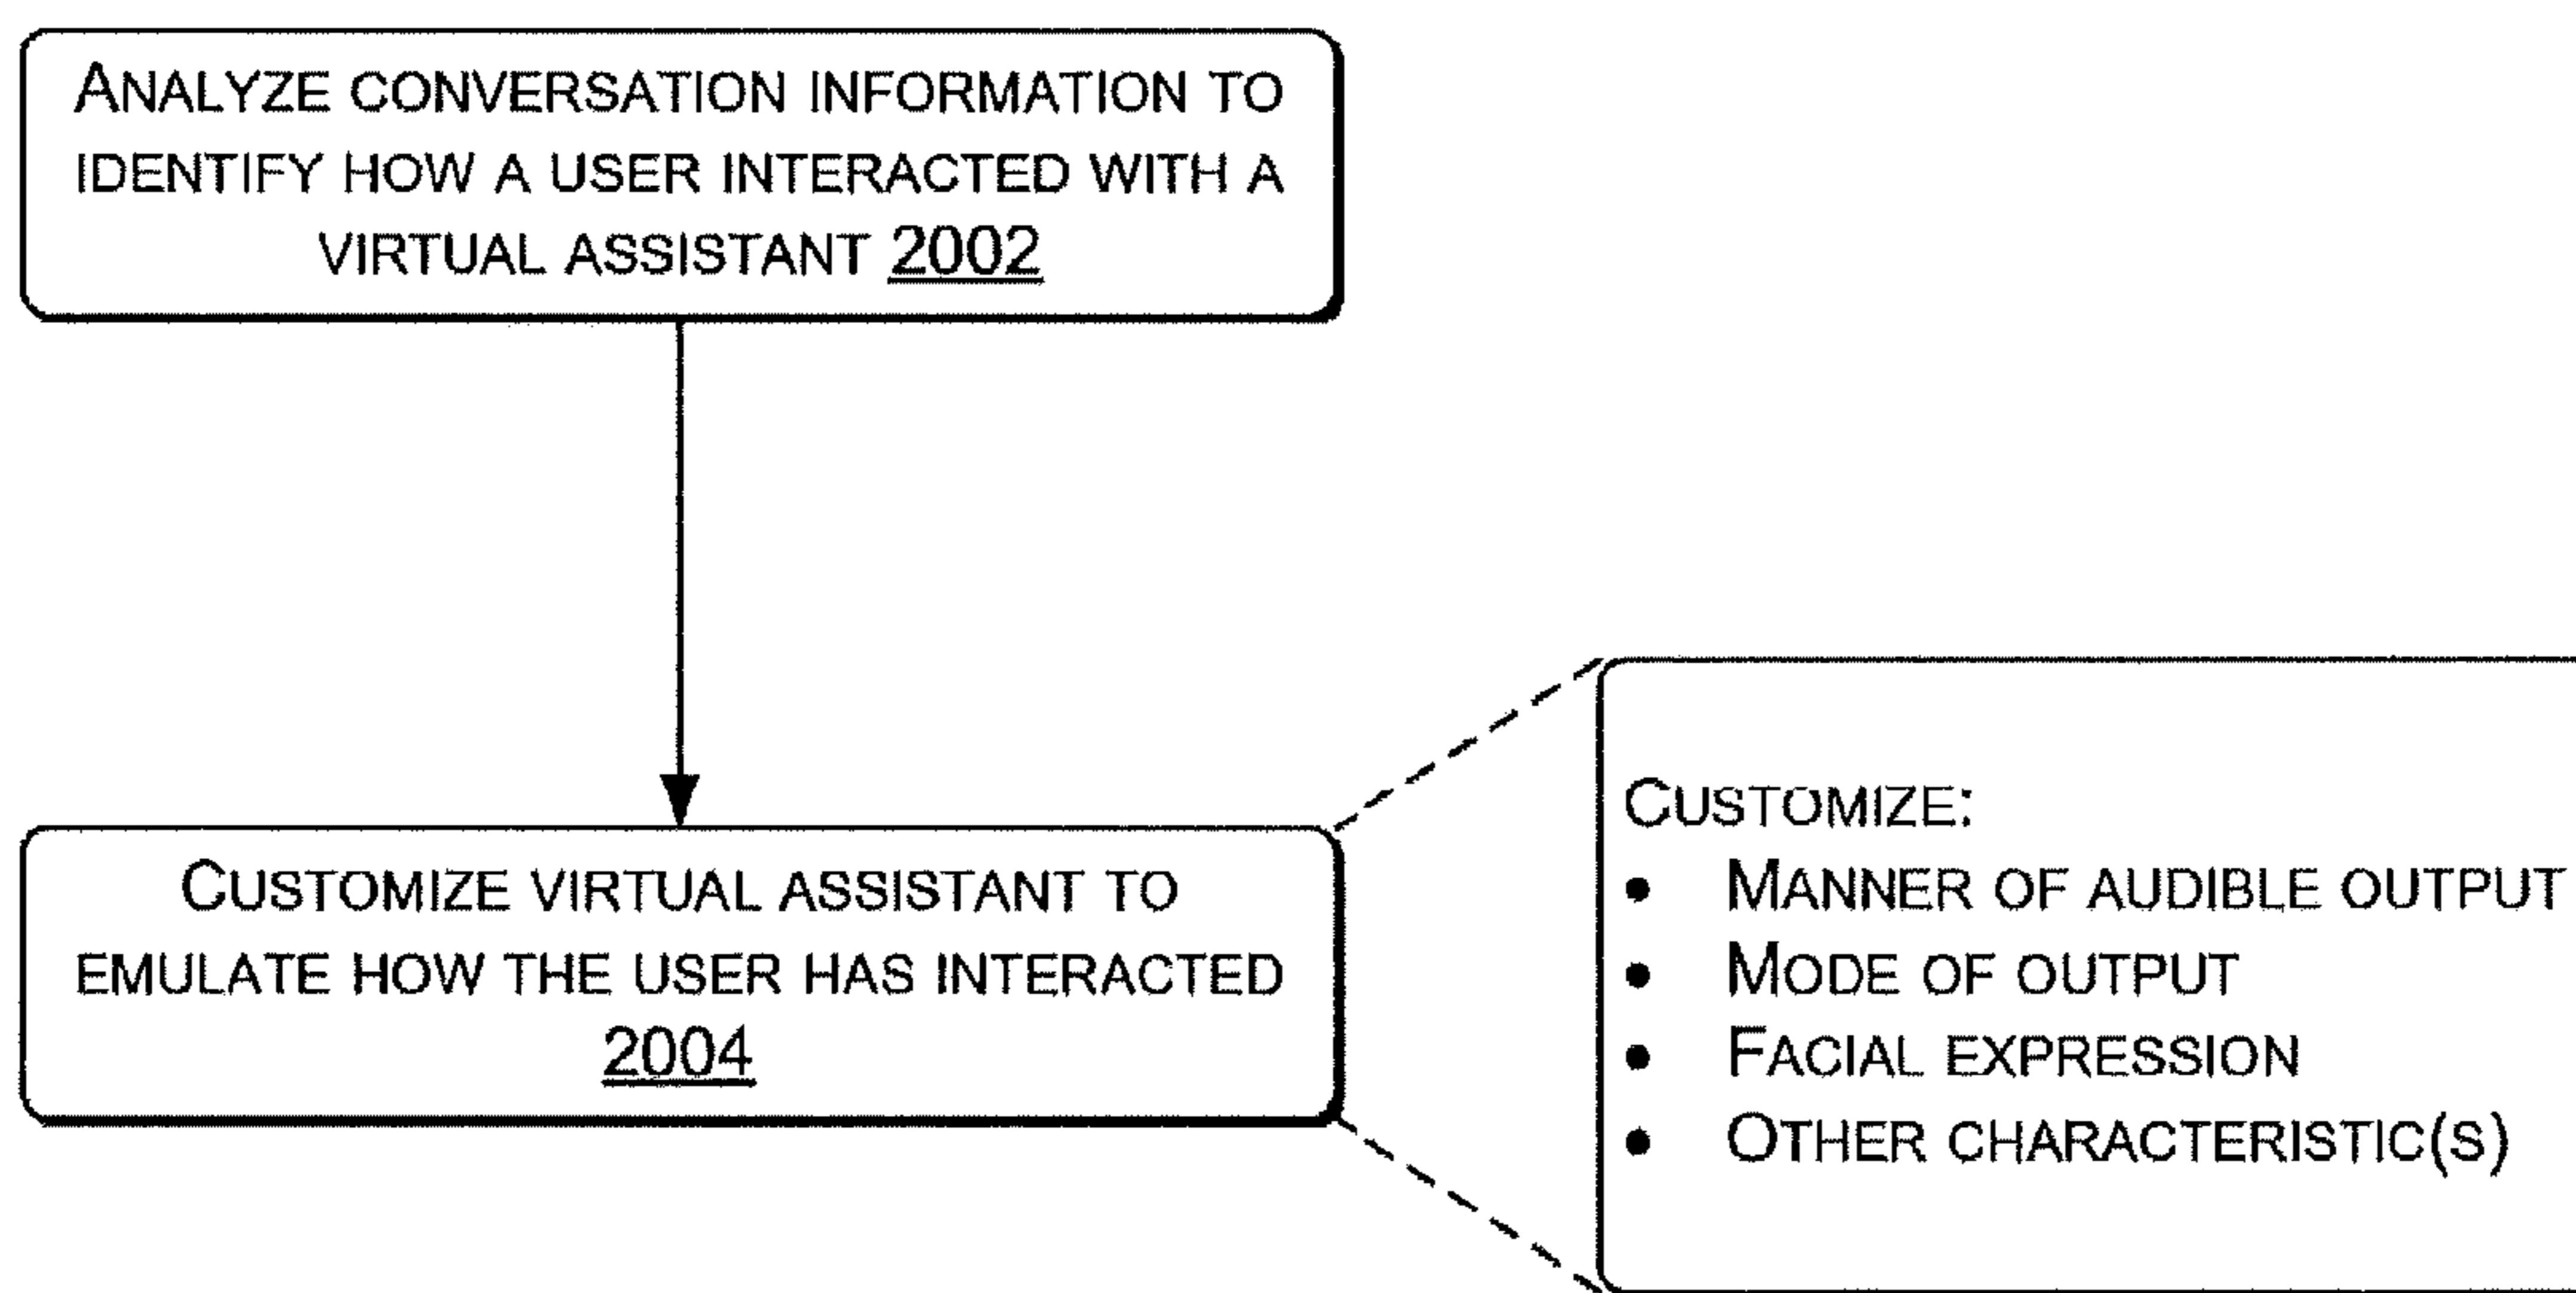 ANALYZE CONVERSATION INFORMATION TO
IDENTIFY HOW A USER INTERACTED WITH A
VIRTUAL ASSISTANT 2002
CUSTOMIZE VIRTUAL ASSISTANT TO
EMULATE HOW THE USER HAS INTERACTED
2004
CUSTOMIZE:
• MANNER OF AUDIBLE OUTPUT
• MODE OF OUTPUT
• FACIAL EXPRESSION
• OTHER CHARACTERISTIC(S)